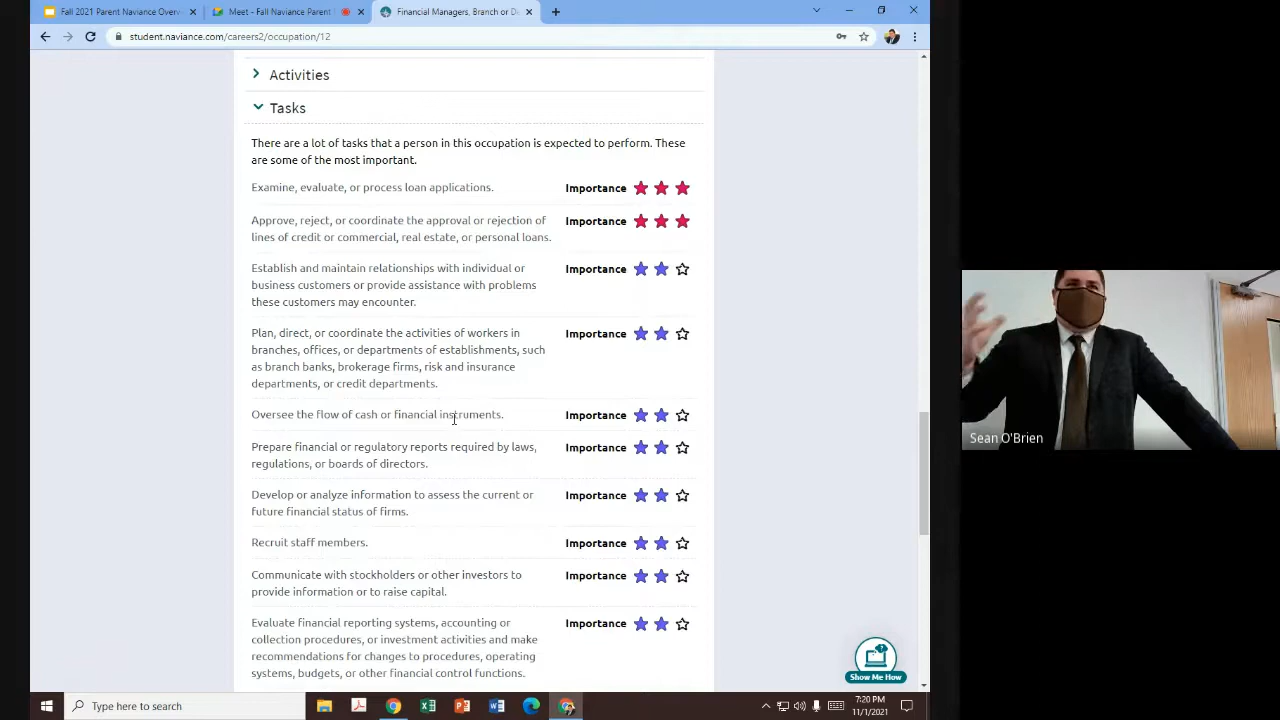 Fall 2021 Parent Naviance Overv
Meet - Fall Naviance Parent
Financial Managers, Branch or De
student.naviance.com/careers2/occupation/12
Activities
Tasks
There are a lot of tasks that a person in this occupation is expected to perform. These
are some of the most important.
Examine, evaluate, or process loan applications.
Importance
Approve, reject, or coordinate the approval or rejection of
lines of credit or commercial, real estate, or personal loans.
Importance
Establish and maintain relationships with individual or
business customers or provide assistance with problems
these customers may encounter.
Importance
Plan, direct, or coordinate the activities of workers in
branches, offices, or departments of establishments, such
as branch banks, brokerage firms, risk and insurance
departments, or credit departments.
Importance
Oversee the flow of cash or financial instruments.
Importance
Prepare financial or regulatory reports required by laws,
regulations, or boards of directors.
Importance
Develop or analyze information to assess the current or
future financial status of firms.
Importance
Recruit staff members.
Importance
Communicate with stockholders or other investors to
provide information or to raise capital.
Importance
Evaluate financial reporting systems, accounting or
collection procedures, or investment activities and make
recommendations for changes to procedures, operating
systems, budgets, or other financial control functions.
Importance
Show Me How
Sean O'Brien
Type here to search
7:20 PM
11/1/2021